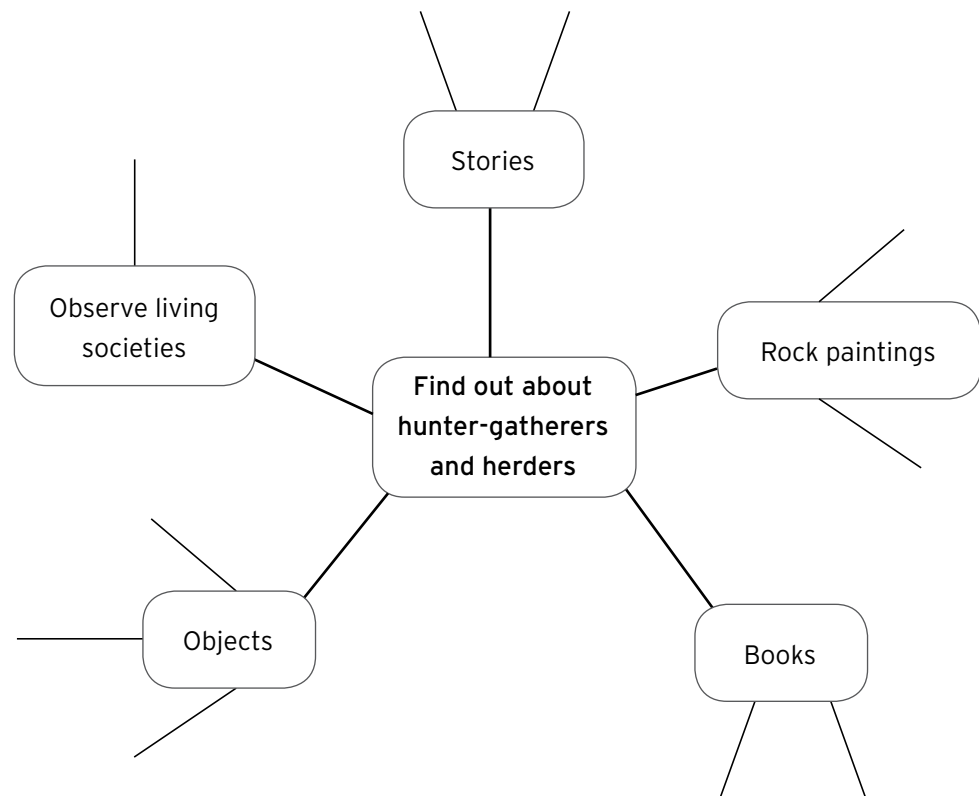 Stories
Observe living
societies
Rock paintings
Find out about
hunter-gatherers
and herders
Objects
Books